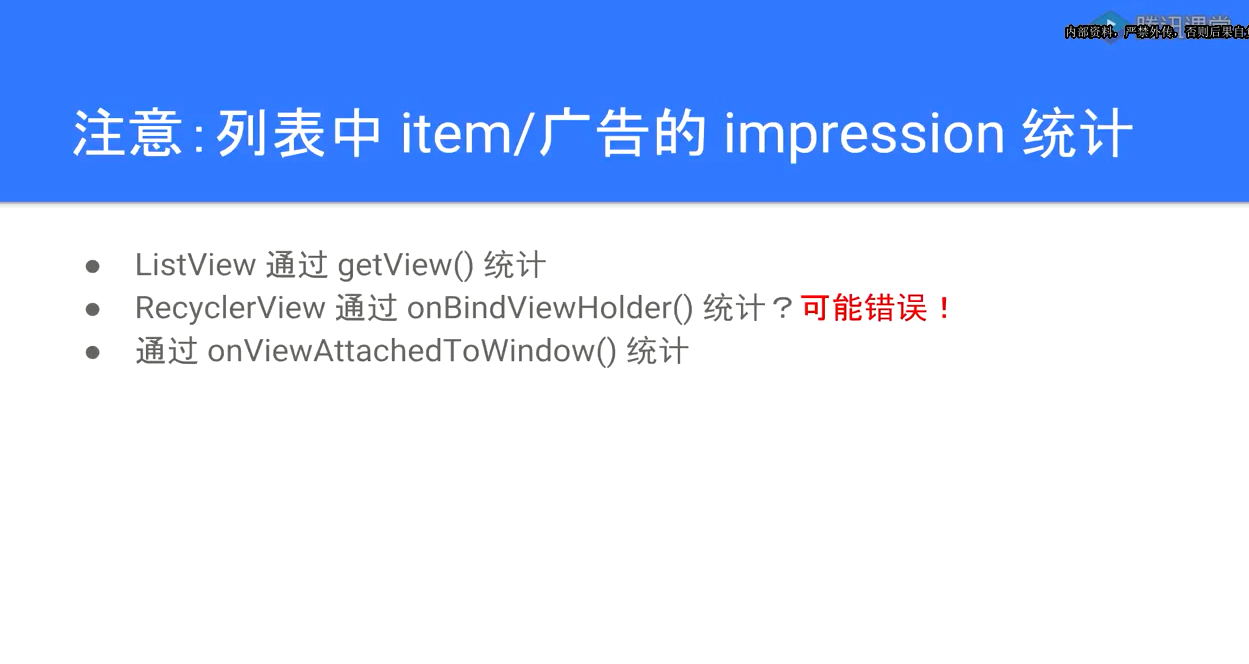 腾讯课堂
内部资料，严禁外传，否则后果自
注意：列表中 item/广告的 impression 统计
● ListView 通过 getView() 统计
● RecyclerView 通过 onBindViewHolder() 统计？可能错误！
● 通过 onViewAttachedToWindow() 统计